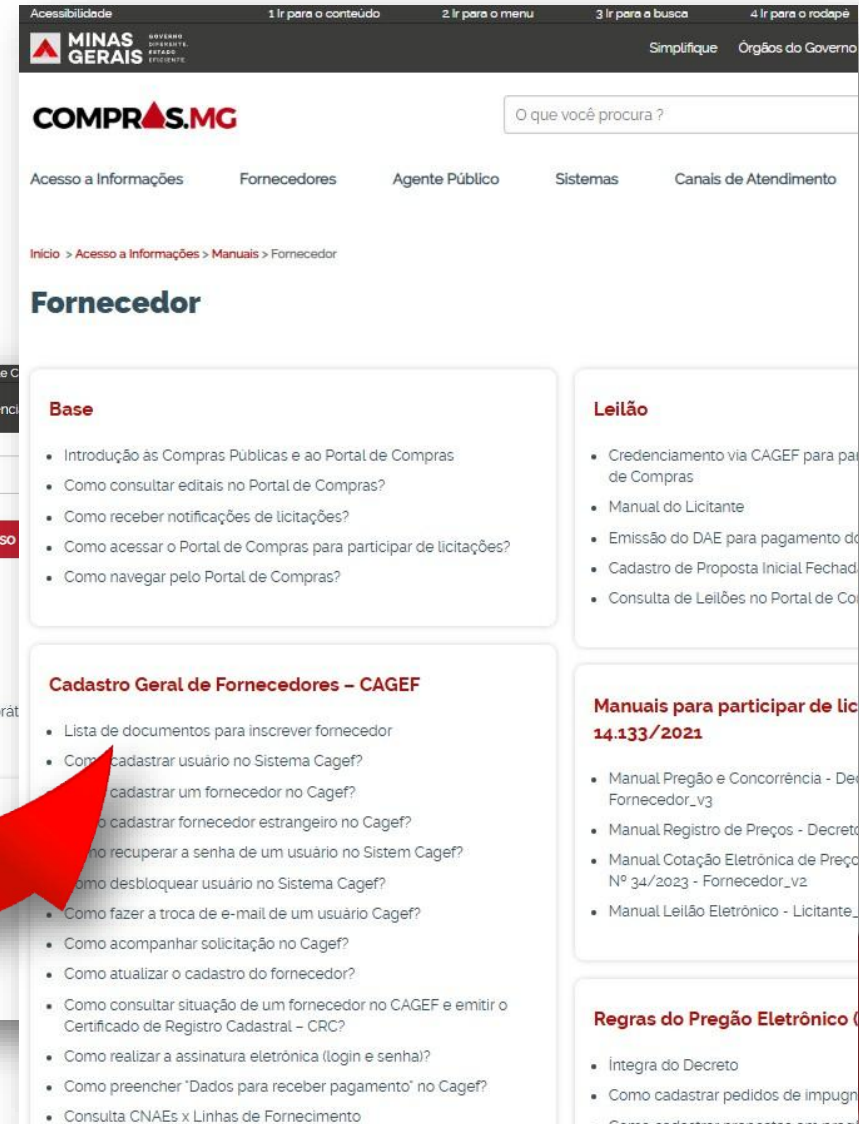 Acessibilidade 1 Ir para o conteúdo 2 Ir para o menu 3 Ir para a busca 4 Ir para o rodapé
MINAS GERAIS
GOVERNO DIFERENTE. ESTADO EFICIENTE.
Simplifique Órgãos do Governo
COMPRAS.MG
O que você procura ?
Acesso a Informações Fornecedores Agente Público Sistemas Canais de Atendimento
Início > Acesso a Informações > Manuais > Fornecedor
Fornecedor
Base
• Introdução às Compras Públicas e ao Portal de Compras
• Como consultar editais no Portal de Compras?
• Como receber notificações de licitações?
• Como acessar o Portal de Compras para participar de licitações?
• Como navegar pelo Portal de Compras?
Cadastro Geral de Fornecedores – CAGEF
• Lista de documentos para inscrever fornecedor
cadastrar usuário no Sistema Cagef?
cadastrar um fornecedor no Cagef?
cadastrar fornecedor estrangeiro no Cagef?
recuperar a senha de um usuário no Sistem Cagef?
desbloquear usuário no Sistema Cagef?
• Como fazer a troca de e-mail de um usuário Cagef?
• Como acompanhar solicitação no Cagef?
• Como atualizar o cadastro do fornecedor?
• Como consultar situação de um fornecedor no CAGEF e emitir o
Certificado de Registro Cadastral – CRC?
• Como realizar a assinatura eletrônica (login e senha)?
• Como preencher "Dados para receber pagamento" no Cagef?
• Consulta CNAEs x Linhas de Fornecimento
Leilão
• Credenciamento via CAGEF para
de Compras
• Manual do Licitante
• Emissão do DAE para pagamento
• Cadastro de Proposta Inicial
• Consulta de Leilões no Portal de
Manuais para participar de
14.133/2021
• Manual Pregão e Concorrência -
Fornecedor_v3
• Manual Registro de Preços -
• Manual Cotação Eletrônica de
Nº 34/2023 - Fornecedor_v2
• Manual Leilão Eletrônico - Licitante_
Regras do Pregão Eletrônico (
• Íntegra do Decreto
• Como cadastrar pedidos de